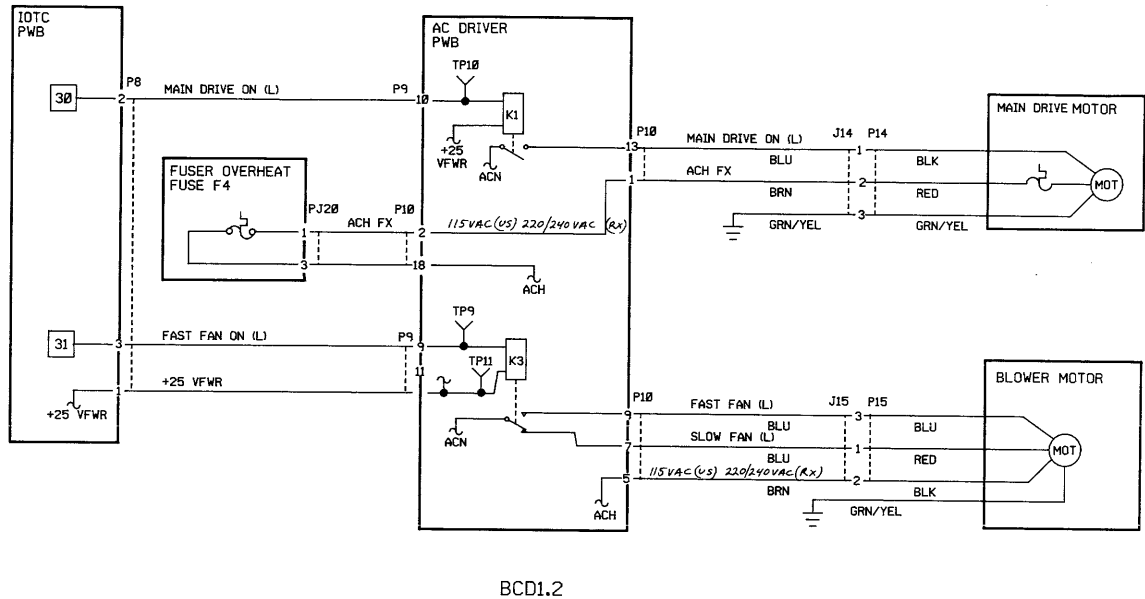 IOTC
PWB
AC DRIVER
PWB
30
2
P8
MAIN DRIVE ON (L)
P9
10
TP10
K1
+25
VFWR
ACN
P10
13
MAIN DRIVE ON (L)
BLU
J14 P14
1
BLK
MAIN DRIVE MOTOR
MOT
1
ACH FX
BRN
2
RED
3
GRN/YEL
GRN/YEL
FUSER OVERHEAT
FUSE F4
PJ20
1
ACH FX
P10
2
115VAC (US) 220/240 VAC (RX)
3
18
ACH
31
3
FAST FAN ON (L)
P9
9
TP9
K3
1
+25 VFWR
+25 VFWR
11
TP11
ACN
P10
9
FAST FAN (L)
BLU
J15 P15
3
BLU
BLOWER MOTOR
MOT
7
SLOW FAN (L)
BLU
1
RED
5
ACH
115VAC (US) 220/240VAC (RX)
BRN
2
BLK
GRN/YEL
BCD1.2